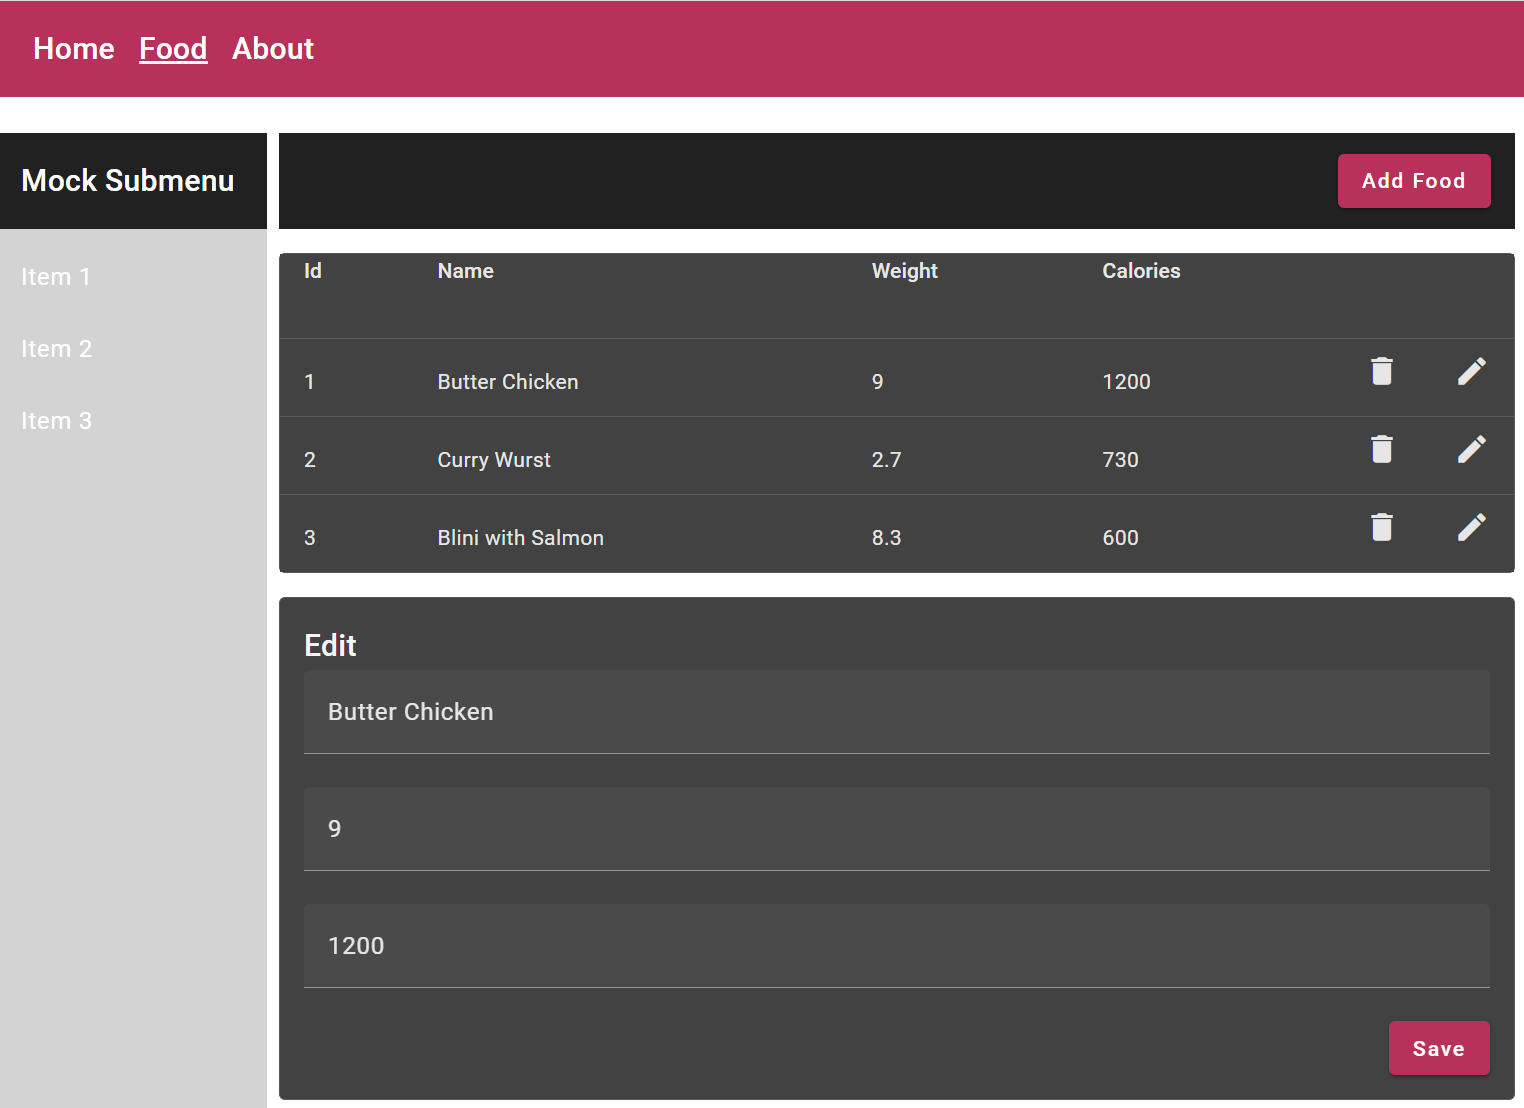 Home Food About
Mock Submenu
Add Food
Item 1
Item 2
Item 3
Id Name Weight Calories
1 Butter Chicken 9 1200
2 Curry Wurst 2.7 730
3 Blini with Salmon 8.3 600
Edit
Butter Chicken
9
1200
Save